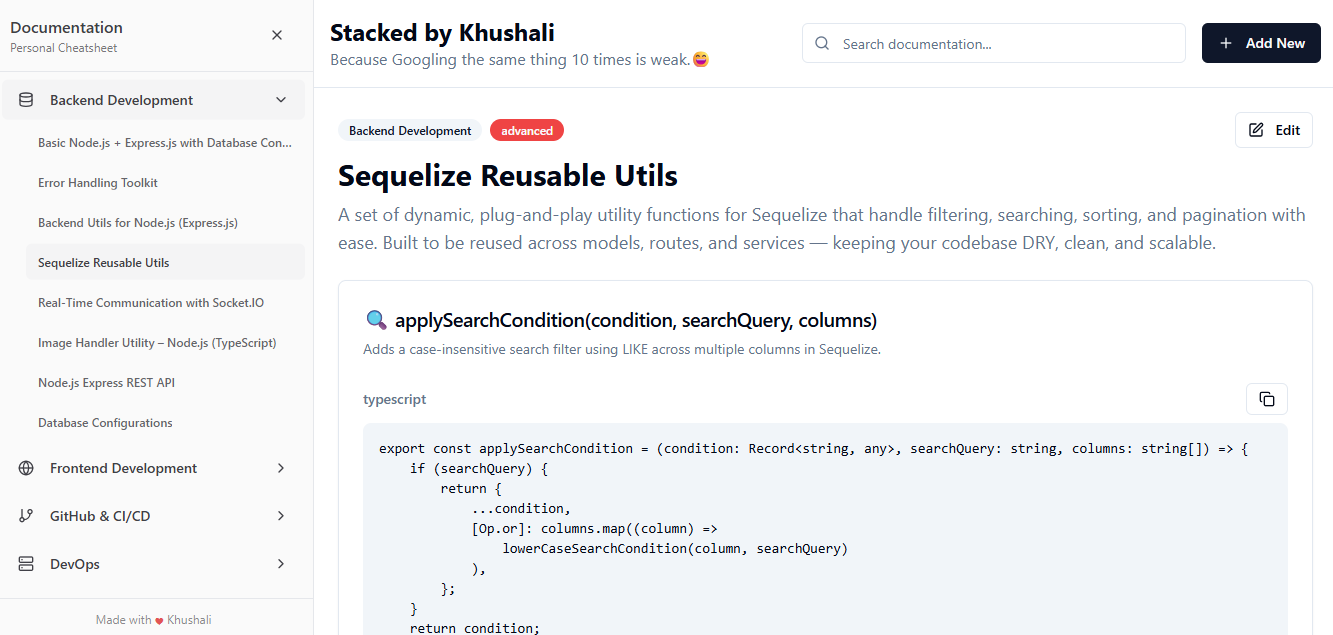 Documentation
Personal Cheatsheet
Backend Development
Basic Node.js + Express.js with Database Con...
Error Handling Toolkit
Backend Utils for Node.js (Express.js)
Sequelize Reusable Utils
Real-Time Communication with Socket.IO
Image Handler Utility – Node.js (TypeScript)
Node.js Express REST API
Database Configurations
Frontend Development
GitHub & CI/CD
DevOps
Made with ♥ Khushali
Stacked by Khushali
Because Googling the same thing 10 times is weak.😄
Search documentation...
Add New
Backend Development
advanced
Edit
Sequelize Reusable Utils
A set of dynamic, plug-and-play utility functions for Sequelize that handle filtering, searching, sorting, and pagination with
ease. Built to be reused across models, routes, and services — keeping your codebase DRY, clean, and scalable.
🔍 applySearchCondition(condition, searchQuery, columns)
Adds a case-insensitive search filter using LIKE across multiple columns in Sequelize.
typescript
export const applySearchCondition = (condition: Record<string, any>, searchQuery: string, columns: string[]) => {
    if (searchQuery) {
        return {
            ...condition,
            [Op.or]: columns.map((column) =>
                lowerCaseSearchCondition(column, searchQuery)
            ),
        };
    }
    return condition;